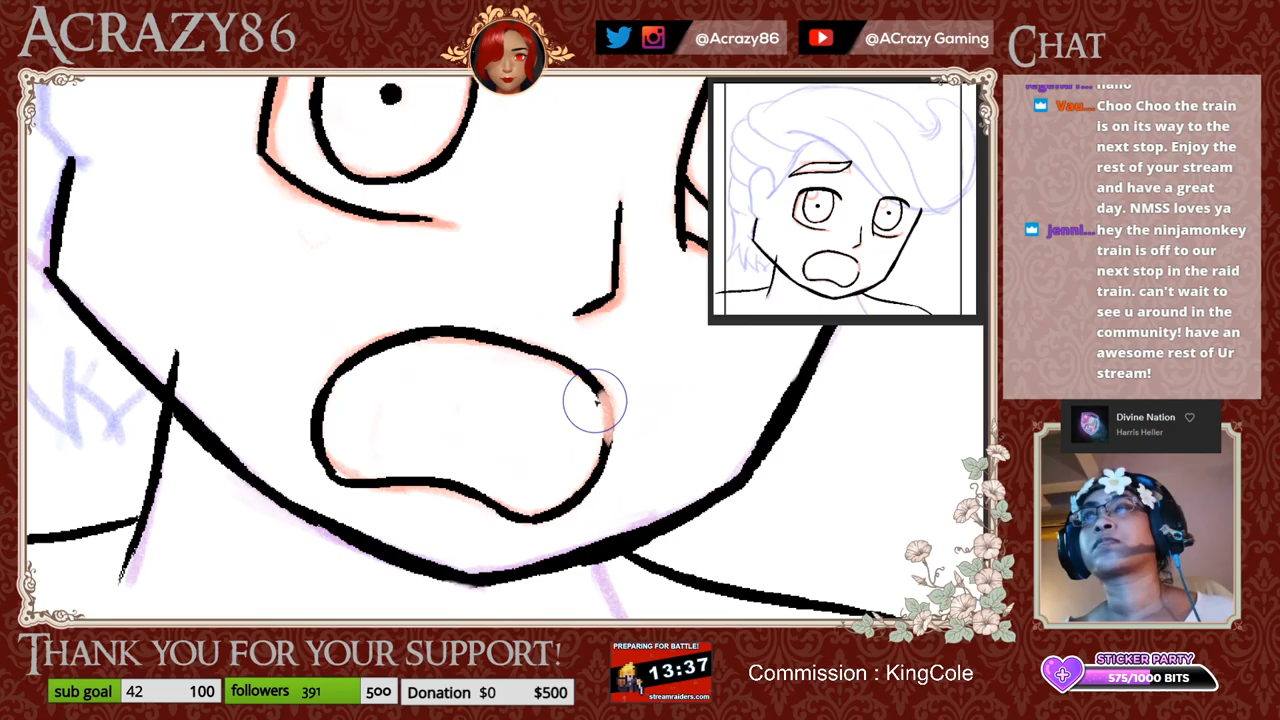 ACRAZY86
@Acrazy86
@ACrazy Gaming
CHAT
hallo
Vau... Choo Choo the train
is on its way to the
next stop. Enjoy the
rest of your stream
and have a great
day. NMSS loves ya
Jenni... hey the ninjamonkey
train is off to our
next stop in the raid
train. can't wait to
see u around in the
community! have an
awesome rest of Ur
stream!
Divine Nation
Harris Heller
THANK YOU FOR YOUR SUPPORT!
sub goal 42 100
followers 391 500
Donation $0 $500
PREPARING FOR BATTLE!
13:37
streamraiders.com
Commission : KingCole
STICKER PARTY
575/1000 BITS